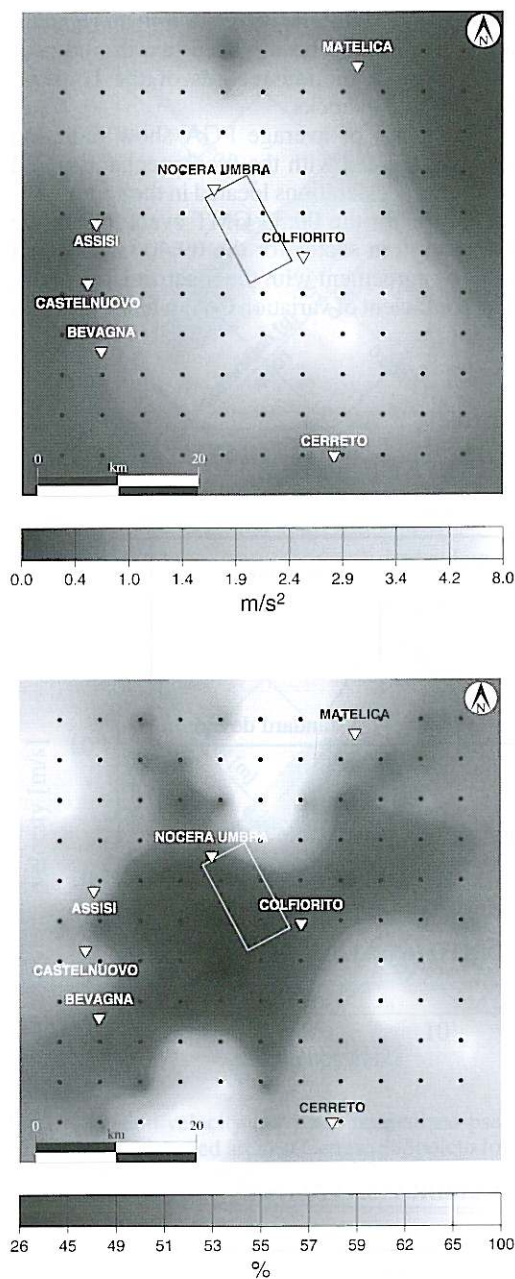 N
MATELICA
NOCERA UMBRA
ASSISI
COLFIORITO
CASTELNUOVO
BEVAGNA
CERRETO
0 km 20
0.0 0.4 1.0 1.4 1.9 2.4 2.9 3.4 4.2 8.0
m/s²
N
MATELICA
NOCERA UMBRA
ASSISI
COLFIORITO
CASTELNUOVO
BEVAGNA
CERRETO
0 km 20
26 45 49 51 53 55 57 59 62 65 100
%